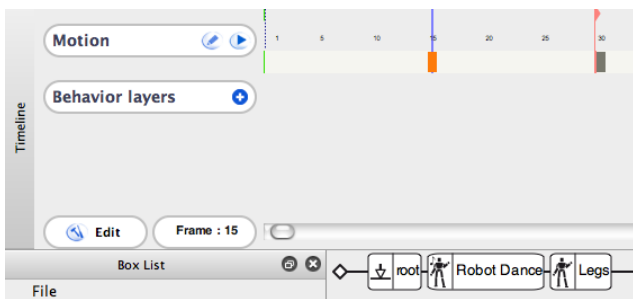 Motion
1 5 10 15 20 25 30
Behavior layers
Timeline
Edit Frame : 15
Box List
root Robot Dance Legs
File